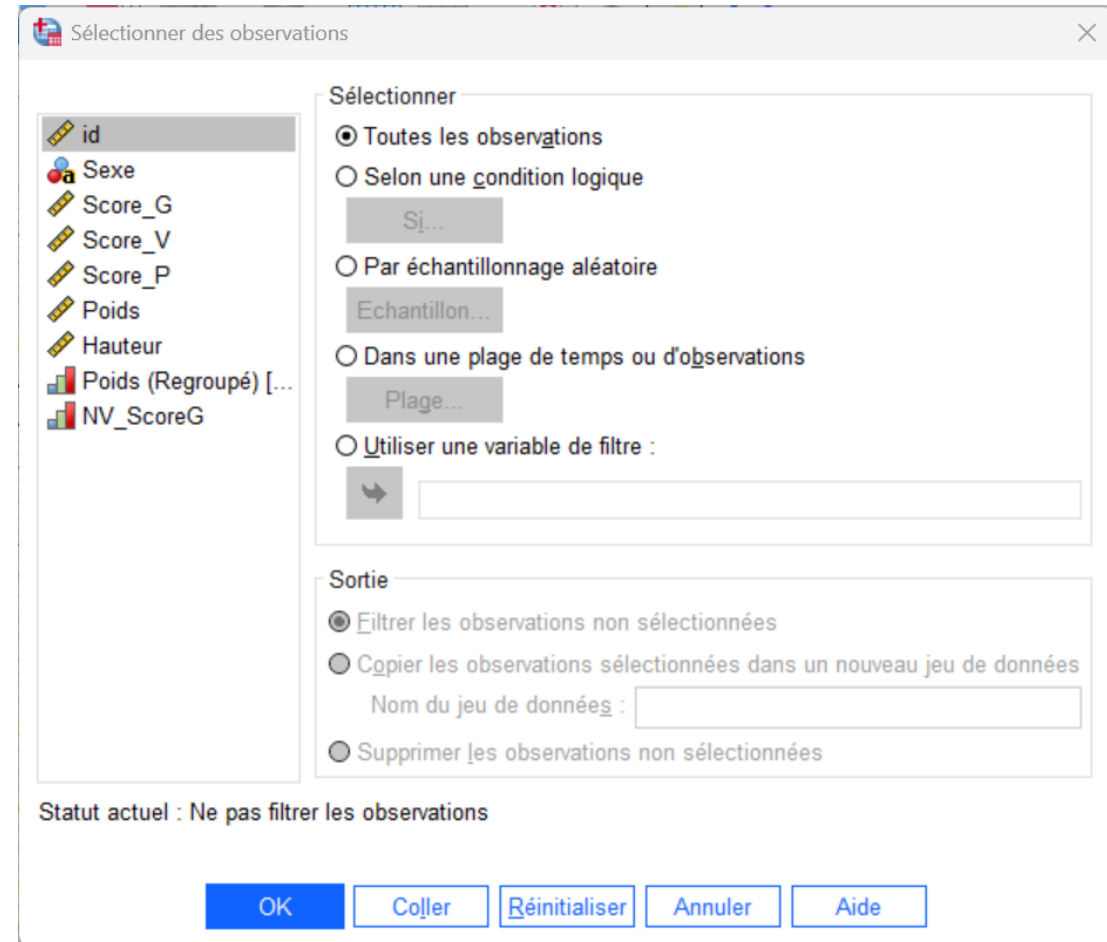 Sélectionner des observations
id
Sexe
Score_G
Score_V
Score_P
Poids
Hauteur
Poids (Regroupé) [...
NV_ScoreG
Sélectionner
Toutes les observations
Selon une condition logique
Si...
Par échantillonnage aléatoire
Echantillon...
Dans une plage de temps ou d'observations
Plage...
Utiliser une variable de filtre :
Sortie
Filtrer les observations non sélectionnées
Copier les observations sélectionnées dans un nouveau jeu de données
Nom du jeu de données :
Supprimer les observations non sélectionnées
Statut actuel : Ne pas filtrer les observations
OK
Coller
Réinitialiser
Annuler
Aide